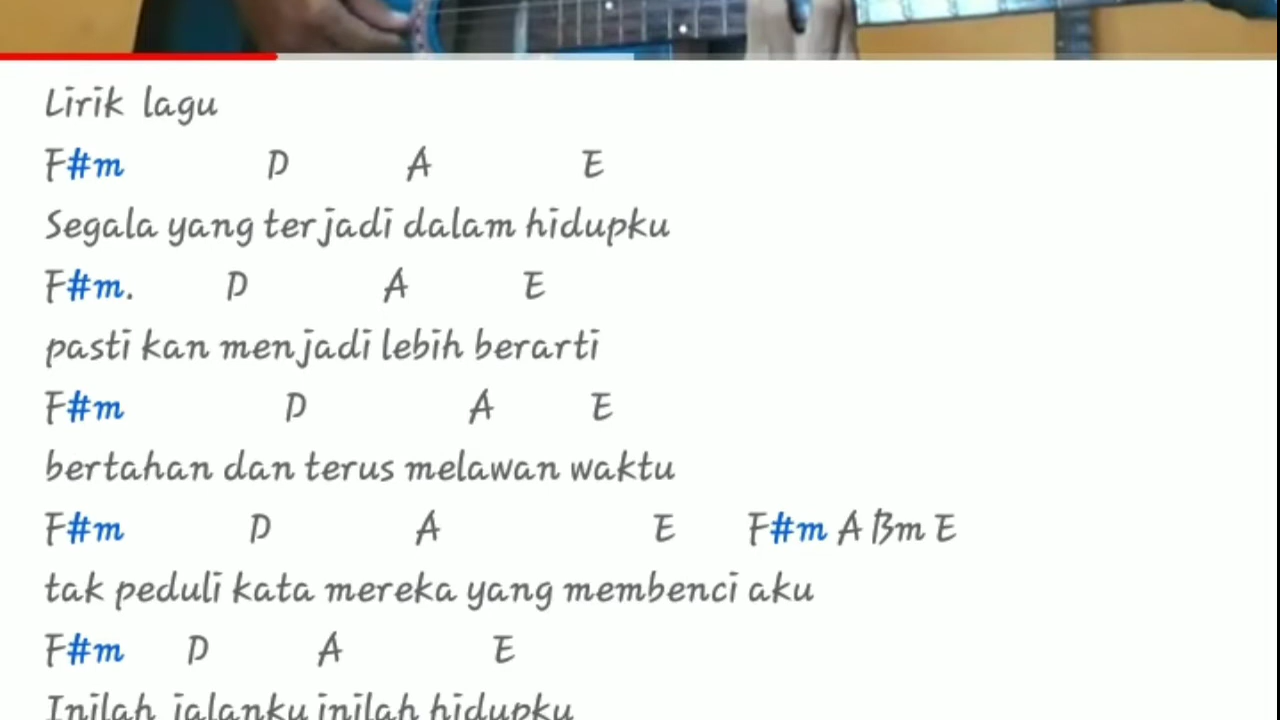 Lirik lagu
F#m D A E
Segala yang terjadi dalam hidupku
F#m. D A E
pasti kan menjadi lebih berarti
F#m D A E
bertahan dan terus melawan waktu
F#m D A E F#m A Bm E
tak peduli kata mereka yang membenci aku
F#m D A E
Inilah jalanku inilah hidupku